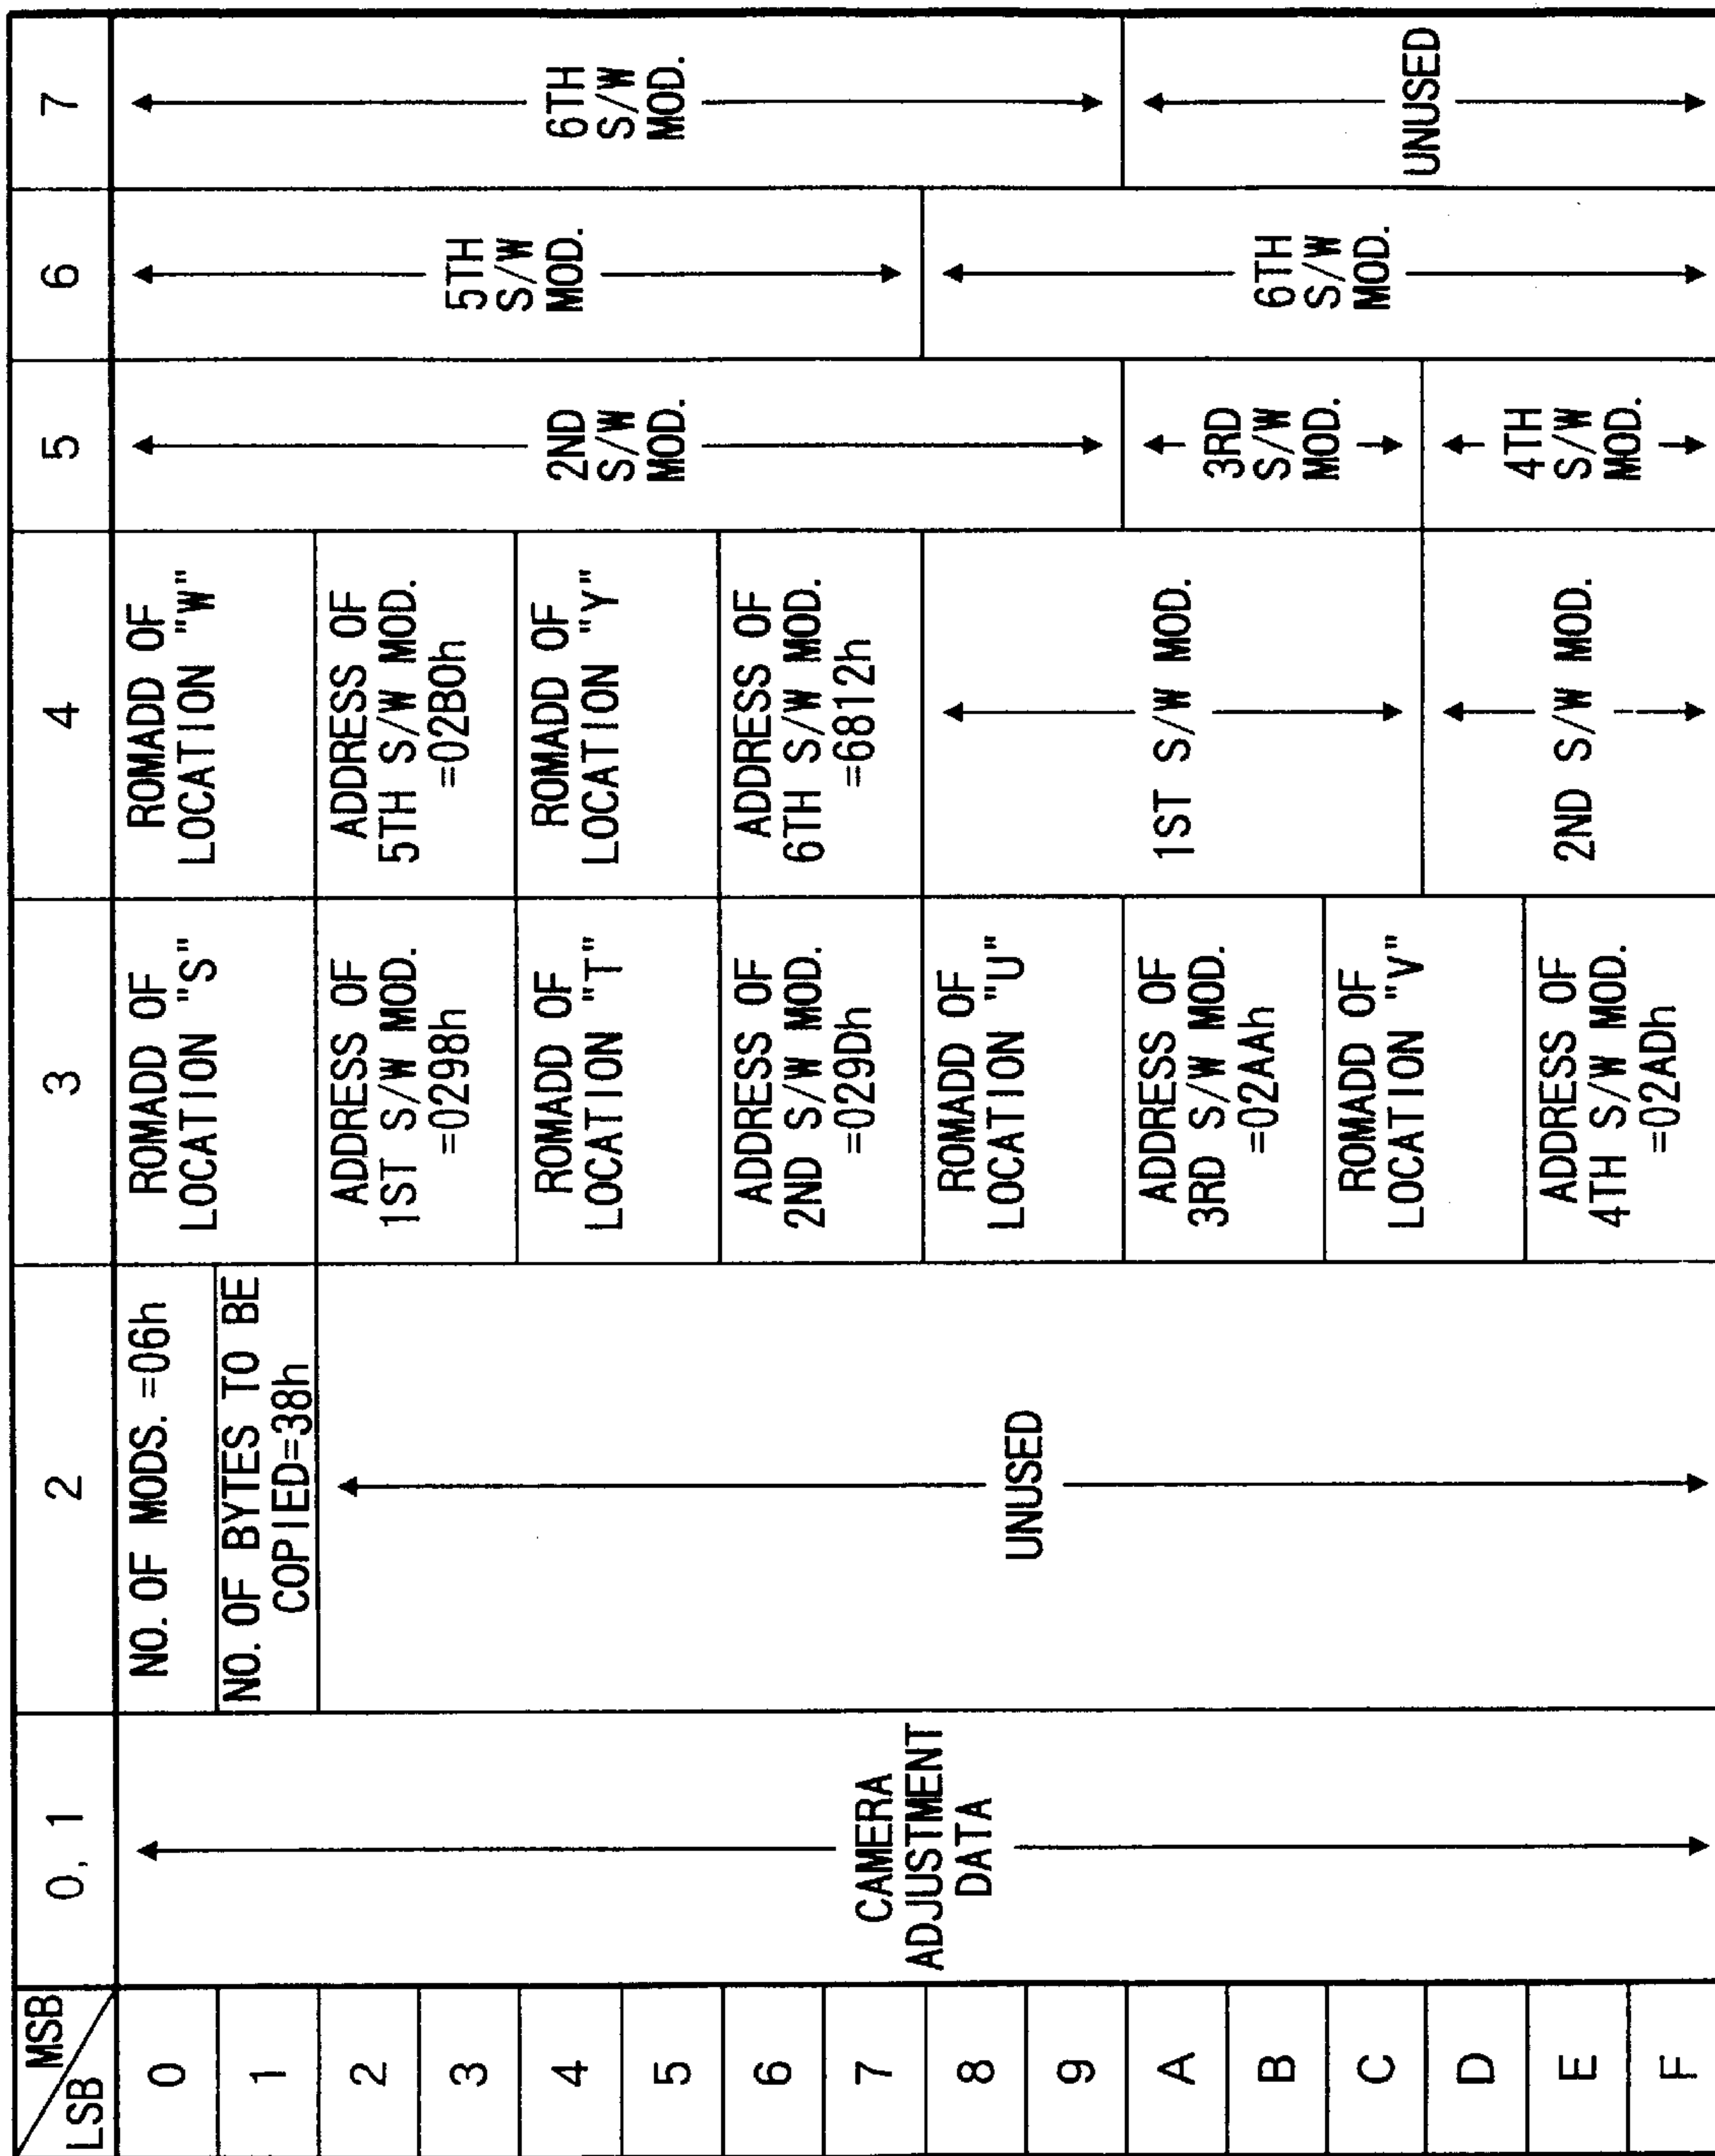 MSB
LSB
0, 1
2
3
4
5
6
7
0
1
2
3
4
5
6
7
8
9
A
B
C
D
E
F
CAMERA
ADJUSTMENT
DATA
NO. OF MODS. =06h
NO. OF BYTES TO BE
COPIED=38h
UNUSED
ROMADD OF
LOCATION "S"
ADDRESS OF
1ST S/W MOD.
=0298h
ROMADD OF
LOCATION "T"
ADDRESS OF
2ND S/W MOD.
=029Dh
ROMADD OF
LOCATION "U"
ADDRESS OF
3RD S/W MOD.
=02AAh
ROMADD OF
LOCATION "V"
ADDRESS OF
4TH S/W MOD.
=02ADh
ROMADD OF
LOCATION "W"
ADDRESS OF
5TH S/W MOD.
=02B0h
ROMADD OF
LOCATION "Y"
ADDRESS OF
6TH S/W MOD.
=6812h
1ST S/W MOD.
2ND S/W MOD.
2ND
S/W
MOD.
3RD
S/W
MOD.
4TH
S/W
MOD.
5TH
S/W
MOD.
6TH
S/W
MOD.
6TH
S/W
MOD.
UNUSED